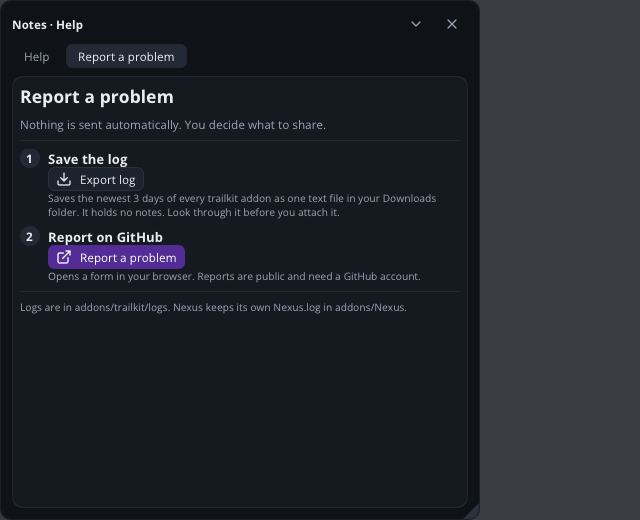 Notes · Help
Help
Report a problem
Report a problem
Nothing is sent automatically. You decide what to share.
1
Save the log
Export log
Saves the newest 3 days of every trailkit addon as one text file in your Downloads
folder. It holds no notes. Look through it before you attach it.
2
Report on GitHub
Report a problem
Opens a form in your browser. Reports are public and need a GitHub account.
Logs are in addons/trailkit/logs. Nexus keeps its own Nexus.log in addons/Nexus.